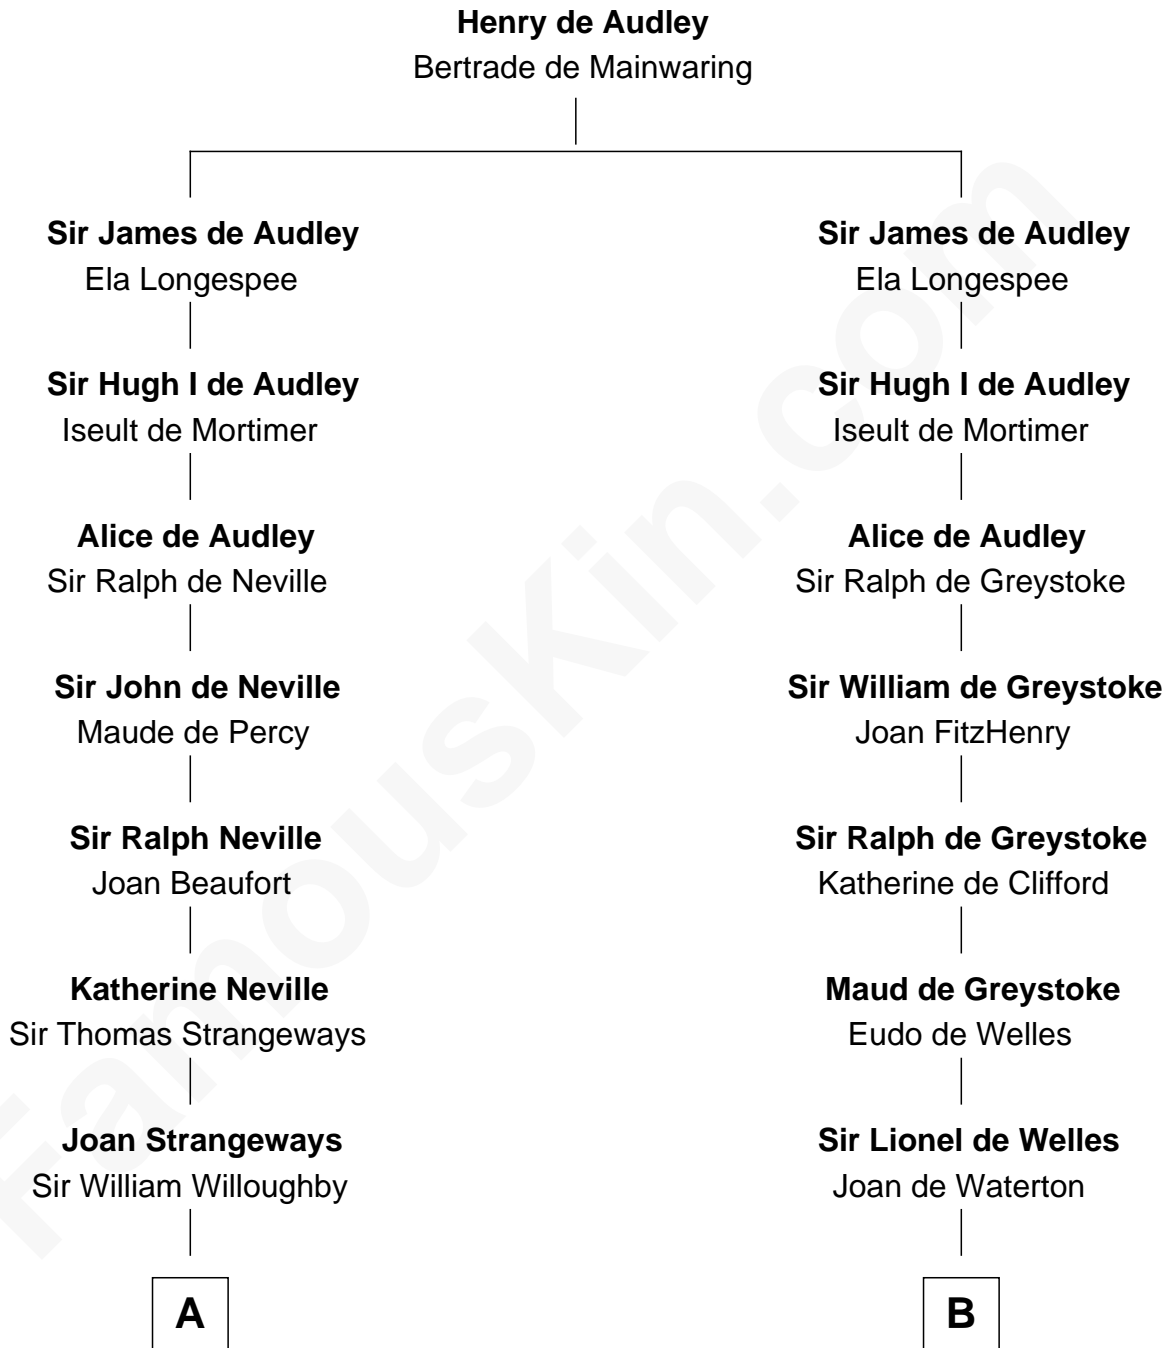 Henry de Audley
Bertrade de Mainwaring
Sir James de Audley
Ela Longespee
Sir James de Audley
Ela Longespee
Sir Hugh I de Audley
Iseult de Mortimer
Sir Hugh I de Audley
Iseult de Mortimer
Alice de Audley
Sir Ralph de Neville
Alice de Audley
Sir Ralph de Greystoke
Sir John de Neville
Maude de Percy
Sir William de Greystoke
Joan FitzHenry
Sir Ralph Neville
Joan Beaufort
Sir Ralph de Greystoke
Katherine de Clifford
Katherine Neville
Sir Thomas Strangeways
Maud de Greystoke
Eudo de Welles
Joan Strangeways
Sir William Willoughby
Sir Lionel de Welles
Joan de Waterton
A
B
FamousKin.com